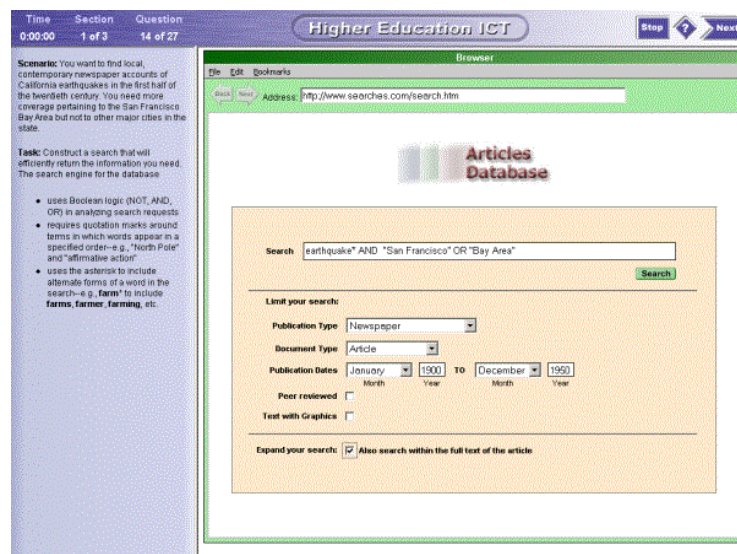 Time Section Question
0:00:00 1 of 3 14 of 27
Higher Education ICT
Stop ? Next
Scenario: You want to find local,
contemporary newspaper accounts of
California earthquakes in the first half of
the twentieth century. You need more
coverage pertaining to the San Francisco
Bay Area but not to other major cities in the
state.
Task: Construct a search that will
efficiently return the information you need.
The search engine for the database
• uses Boolean logic (NOT, AND,
OR) in analyzing search requests
• requires quotation marks around
terms in which words appear in a
specified order--e.g., "North Pole"
and "affirmative action"
• uses the asterisk to include
alternate forms of a word in the
search--e.g., farm* to include
farms, farmer, farming, etc.
Browser
File Edit Bookmarks
Back Next Address: http://www.searches.com/search.htm
Articles
Database
Search earthquake* AND "San Francisco" OR "Bay Area"
Search
Limit your search:
Publication Type Newspaper
Document Type Article
Publication Dates January 1900 TO December 1950
Month Year Month Year
Peer reviewed
Text with Graphics
Expand your search: Also search within the full text of the article